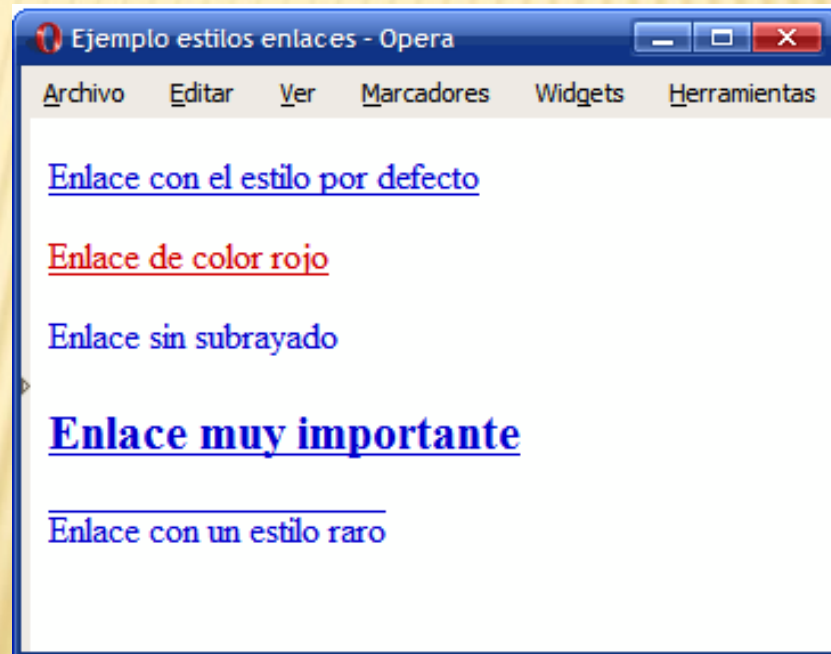 Ejemplo estilos enlaces - Opera
Archivo Editar Ver Marcadores Widgets Herramientas
Enlace con el estilo por defecto
Enlace de color rojo
Enlace sin subrayado
Enlace muy importante
Enlace con un estilo raro